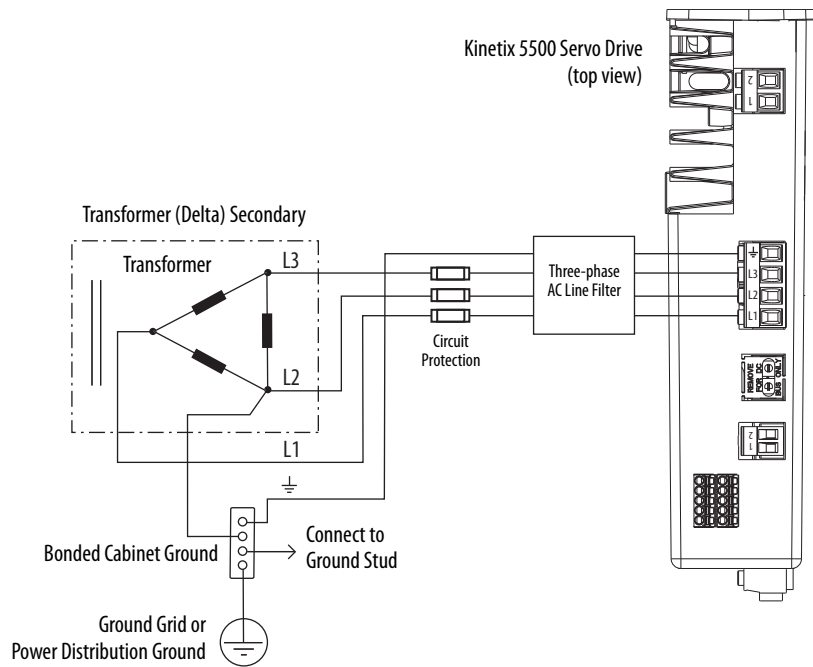 Kinetix 5500 Servo Drive
(top view)
2
1
Transformer (Delta) Secondary
Transformer
L3
L2
L1
Circuit
Protection
Three-phase
AC Line Filter
L3
L2
L1
REMOVE
FOR DC
BUS ONLY
2
1
Bonded Cabinet Ground
Connect to
Ground Stud
Ground Grid or
Power Distribution Ground